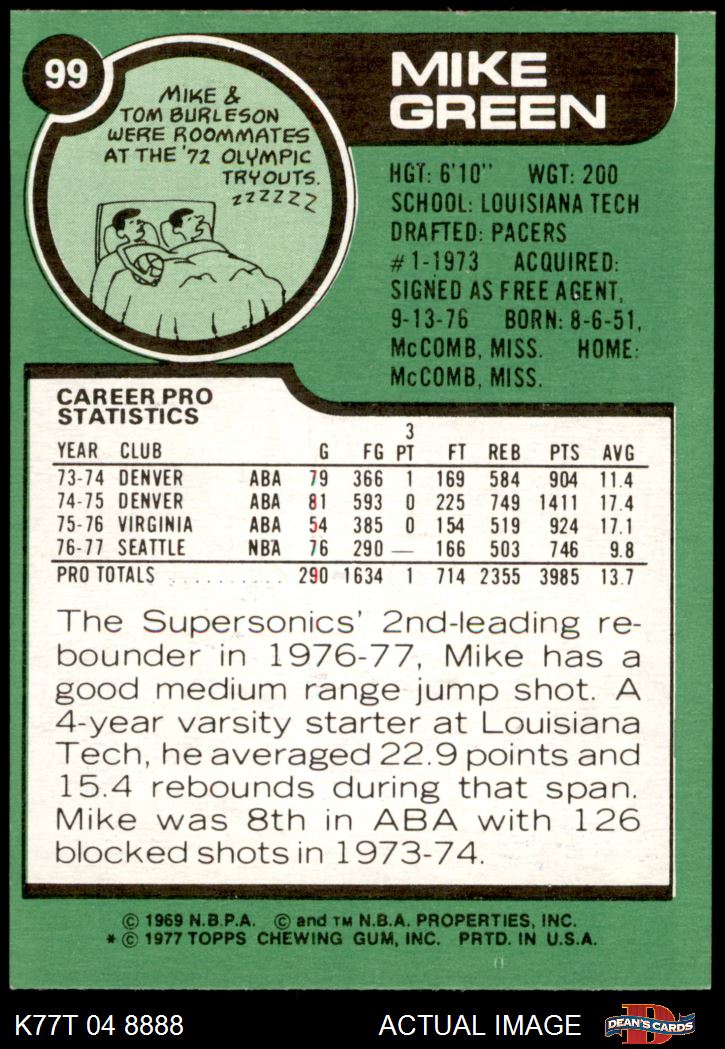 99
MIKE
GREEN
MIKE &
TOM BURLESON
WERE ROOMMATES
AT THE '72 OLYMPIC
TRYOUTS.
ZZZZZZ
HGT: 6'10" WGT: 200
SCHOOL: LOUISIANA TECH
DRAFTED: PACERS
#1-1973 ACQUIRED:
SIGNED AS FREE AGENT,
9-13-76 BORN: 8-6-51,
McCOMB, MISS. HOME:
McCOMB, MISS.
CAREER PRO
STATISTICS
YEAR CLUB G FG 3 PT FT REB PTS AVG
73-74 DENVER ABA 79 366 1 169 584 904 11.4
74-75 DENVER ABA 81 593 0 225 749 1411 17.4
75-76 VIRGINIA ABA 54 385 0 154 519 924 17.1
76-77 SEATTLE NBA 76 290 — 166 503 746 9.8
PRO TOTALS .......... 290 1634 1 714 2355 3985 13.7
The Supersonics' 2nd-leading re-
bounder in 1976-77, Mike has a
good medium range jump shot. A
4-year varsity starter at Louisiana
Tech, he averaged 22.9 points and
15.4 rebounds during that span.
Mike was 8th in ABA with 126
blocked shots in 1973-74.
© 1969 N.B.P.A. © and TM N.B.A. PROPERTIES, INC.
* © 1977 TOPPS CHEWING GUM, INC. PRTD. IN U.S.A.
K77T 04 8888 ACTUAL IMAGE
D
DEAN'S CARDS